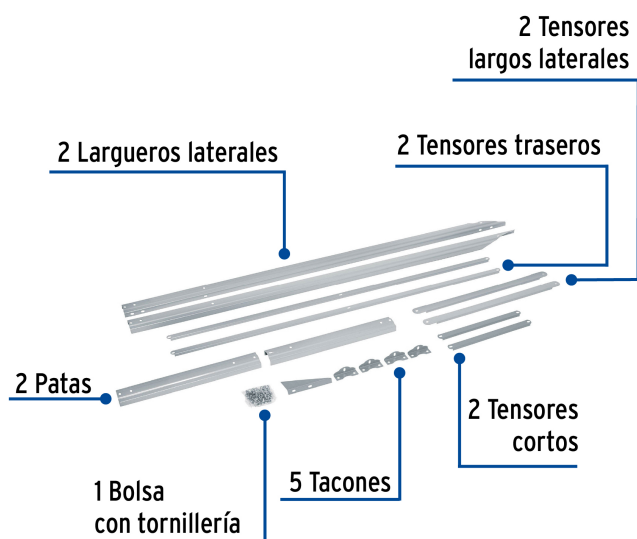 2 Tensores
largos laterales
2 Largueros laterales
2 Tensores traseros
2 Patas
2 Tensores
cortos
5 Tacones
1 Bolsa
con tornillería